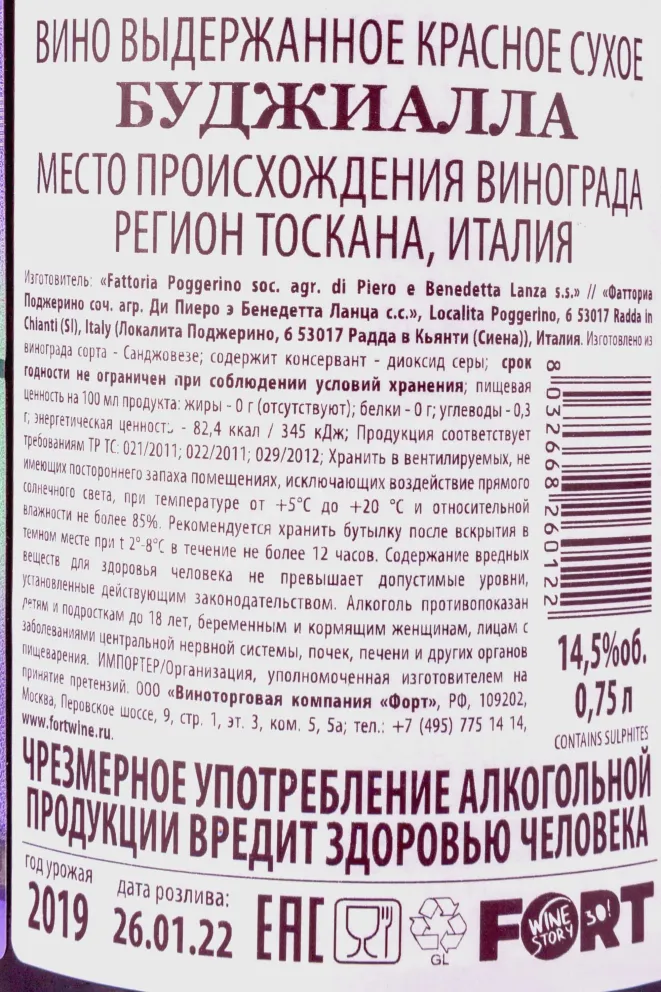 ВИНО ВЫДЕРЖАННОЕ КРАСНОЕ СУХОЕ
БУДЖИАЛЛА
МЕСТО ПРОИСХОЖДЕНИЯ ВИНОГРАДА
РЕГИОН ТОСКАНА, ИТАЛИЯ
Изготовитель: «Fattoria Poggerino soc. agr. di Piero e Benedetta Lanza s.s.» // «Фаттория
Поджерино соч. агр. Ди Пиеро э Бенедетта Ланца с.с.», Localita Poggerino, 6 53017 Radda in
Chianti (SI), Italy (Локалита Поджерино, 6 53017 Радда в Кьянти (Сиена)), Италия. Изготовлено из
винограда сорта - Санджовезе; содержит консервант - диоксид серы; срок
годности не ограничен при соблюдении условий хранения; пищевая
ценность на 100 мл продукта: жиры - 0 г (отсутствуют); белки - 0 г; углеводы - 0,3
г; энергетическая ценность - 82,4 ккал / 345 кДж; Продукция соответствует
требованиям ТР ТС: 021/2011; 022/2011; 029/2012; Хранить в вентилируемых, не
имеющих постороннего запаха помещениях, исключающих воздействие прямого
солнечного света, при температуре от +5°C до +20 °C и относительной
влажности не более 85%. Рекомендуется хранить бутылку после вскрытия в
темном месте при t 2°-8°C в течение не более 12 часов. Содержание вредных
веществ для здоровья человека не превышает допустимые уровни,
установленные действующим законодательством. Алкоголь противопоказан
детям и подросткам до 18 лет, беременным и кормящим женщинам, лицам с
заболеваниями центральной нервной системы, почек, печени и других органов
пищеварения. ИМПОРТЕР/Организация, уполномоченная изготовителем на
принятие претензий. ООО «Виноторговая компания «Форт», РФ, 109202,
Москва, Перовское шоссе, 9, стр. 1, эт. 3, ком. 5, 5а; тел.: +7 (495) 775 14 14,
www.fortwine.ru.
8 032668 260122
14,5%об.
0,75 л
CONTAINS SULPHITES
ЧРЕЗМЕРНОЕ УПОТРЕБЛЕНИЕ АЛКОГОЛЬНОЙ
ПРОДУКЦИИ ВРЕДИТ ЗДОРОВЬЮ ЧЕЛОВЕКА
год урожая
2019
дата розлива:
26.01.22
EAC
GL
FORT
WINE
STORY
30!